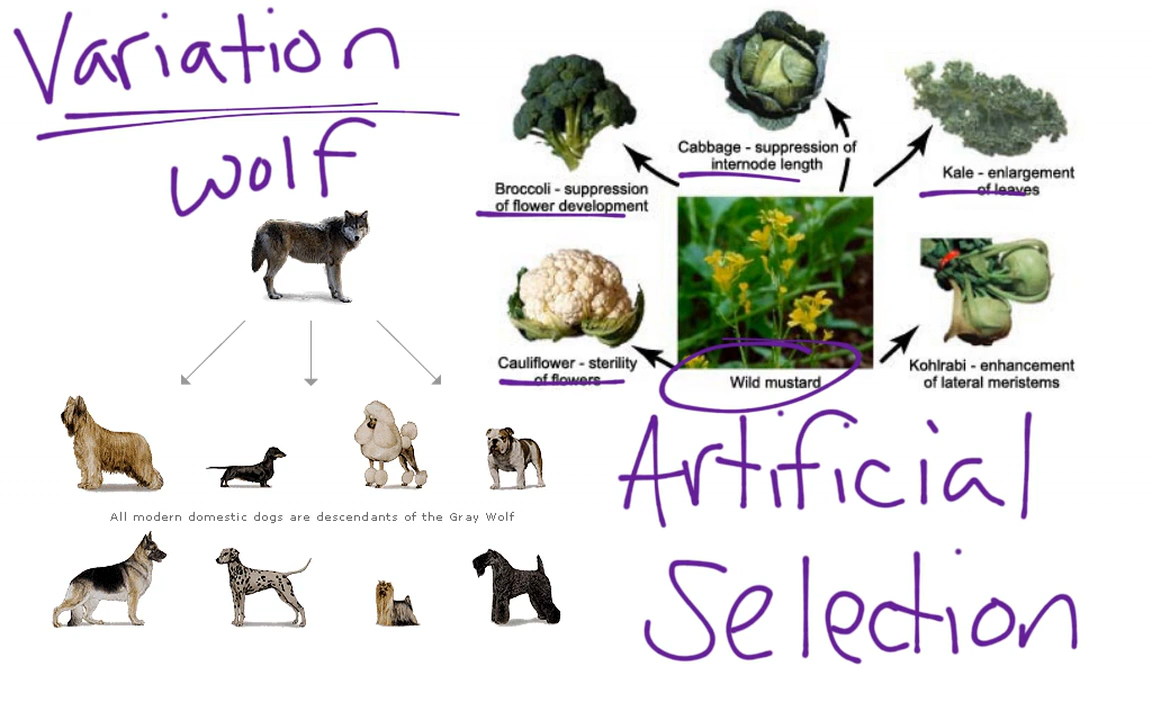 Variation
wolf
All modern domestic dogs are descendants of the Gray Wolf
Broccoli - suppression
of flower development
Cabbage - suppression of
internode length
Kale - enlargement
of leaves
Cauliflower - sterility
of flowers
Wild mustard
Kohlrabi - enhancement
of lateral meristems
Artificial
Selection